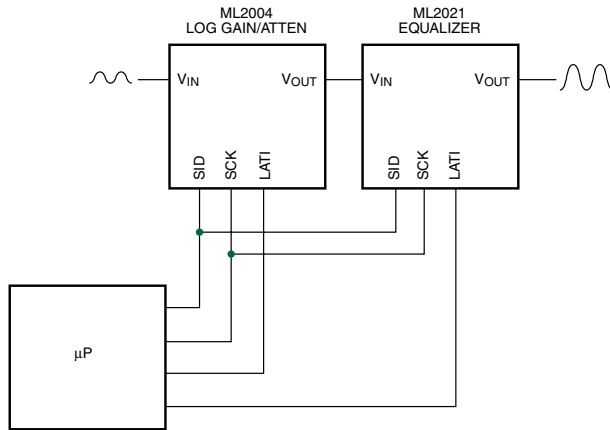 ML2004
LOG GAIN/ATTEN
ML2021
EQUALIZER
VIN
VOUT
VIN
VOUT
SID
SCK
LATI
SID
SCK
LATI
μP